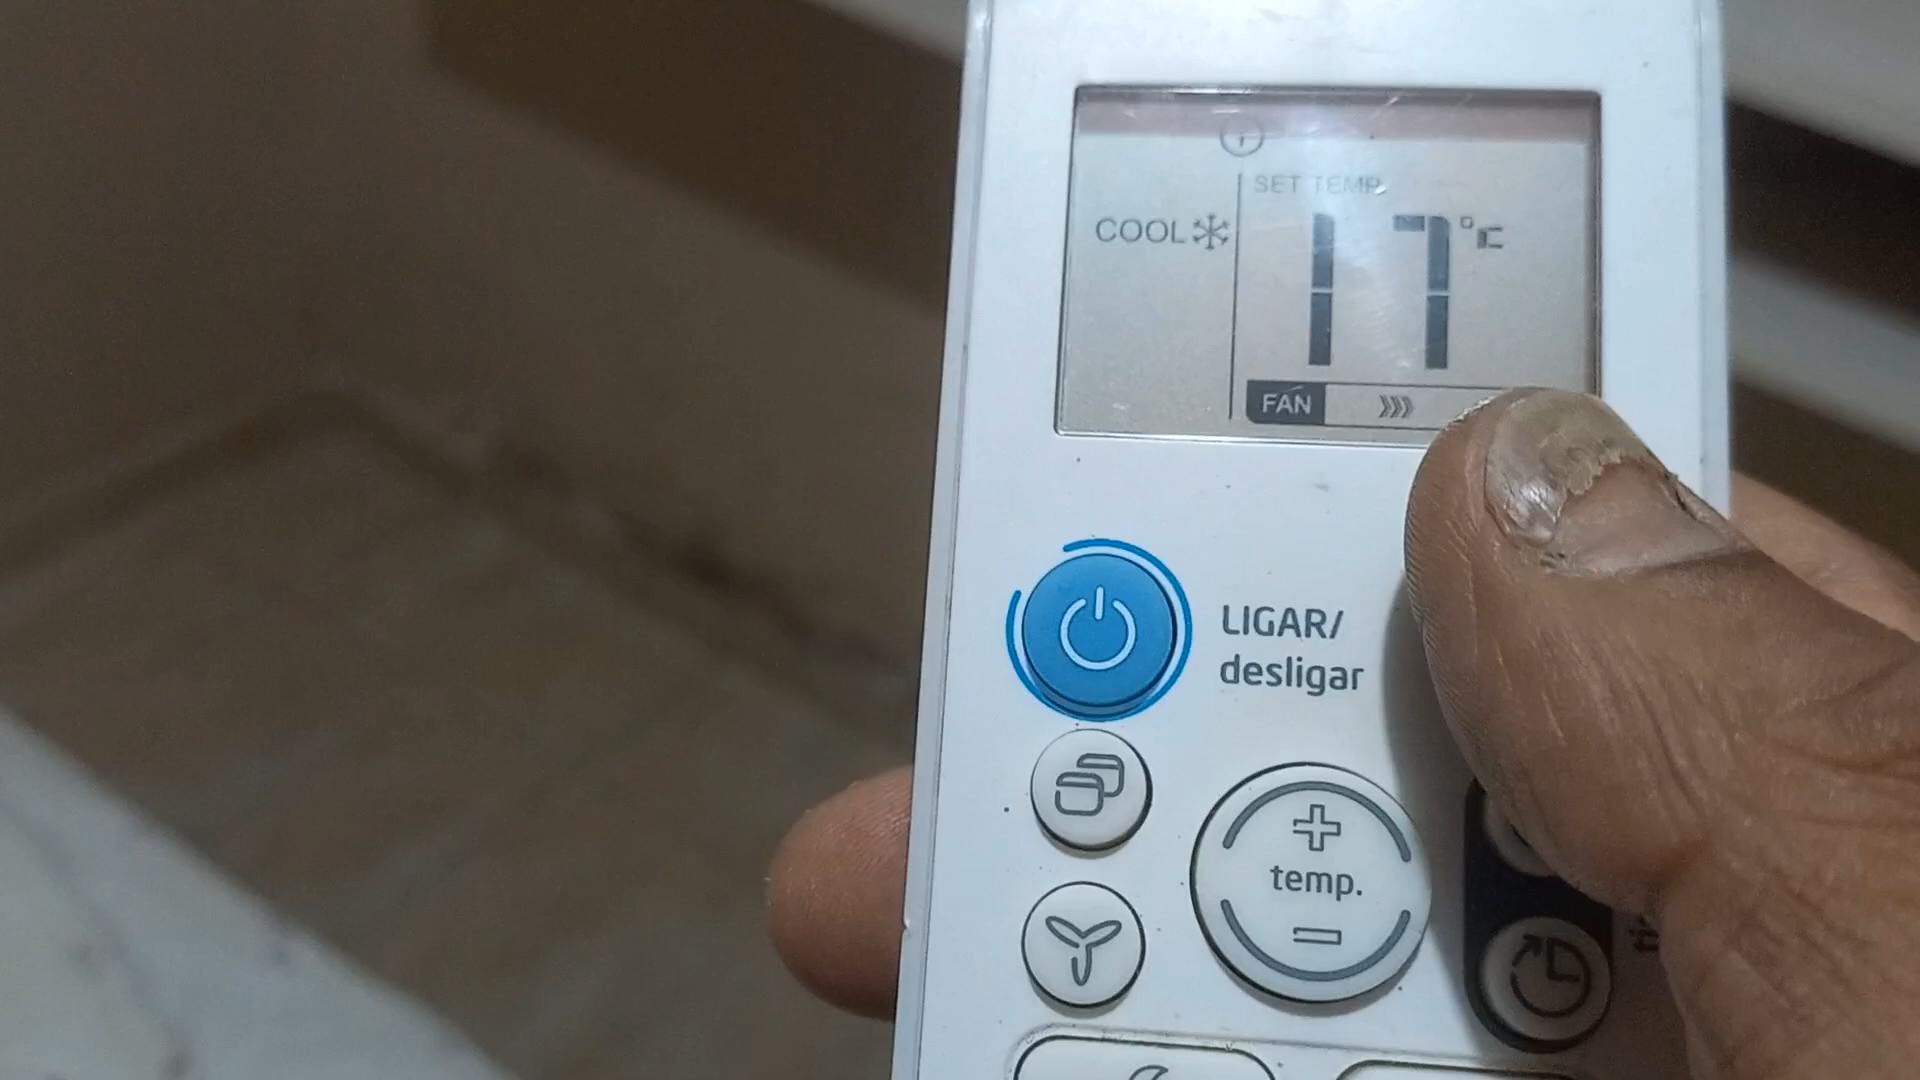 SET TEMP.
COOL
17°C
FAN
LIGAR/
desligar
+
temp.
-